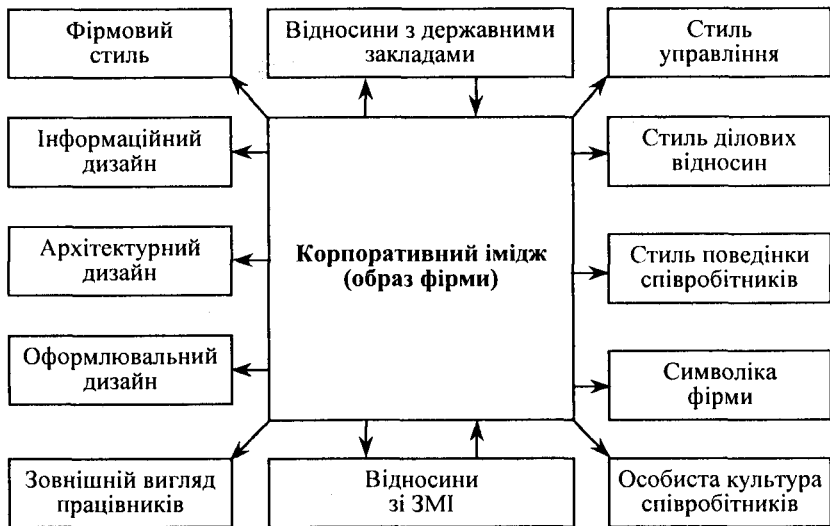 Фірмовий
стиль
Відносини з державними
закладами
Стиль
управління
Інформаційний
дизайн
Стиль ділових
відносин
Архітектурний
дизайн
Корпоративний імідж
(образ фірми)
Стиль поведінки
співробітників
Оформлювальний
дизайн
Символіка
фірми
Зовнішній вигляд
працівників
Відносини
зі ЗМІ
Особиста культура
співробітників